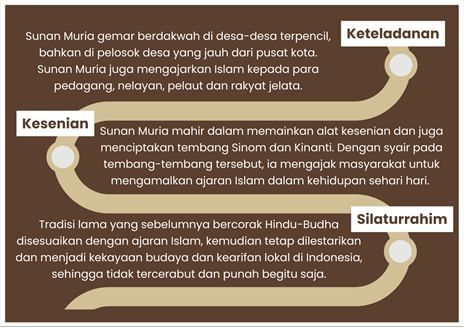 Keteladanan
Sunan Muria gemar berdakwah di desa-desa terpencil,
bahkan di pelosok desa yang jauh dari pusat kota.
Sunan Muria juga mengajarkan Islam kepada para
pedagang, nelayan, pelaut dan rakyat jelata.
Kesenian
Sunan Muria mahir dalam memainkan alat kesenian dan juga
menciptakan tembang Sinom dan Kinanti. Dengan syair pada
tembang-tembang tersebut, ia mengajak masyarakat untuk
mengamalkan ajaran Islam dalam kehidupan sehari hari.
Silaturrahim
Tradisi lama yang sebelumnya bercorak Hindu-Budha
disesuaikan dengan ajaran Islam, kemudian tetap dilestarikan
dan menjadi kekayaan budaya dan kearifan lokal di Indonesia,
sehingga tidak tercerabut dan punah begitu saja.